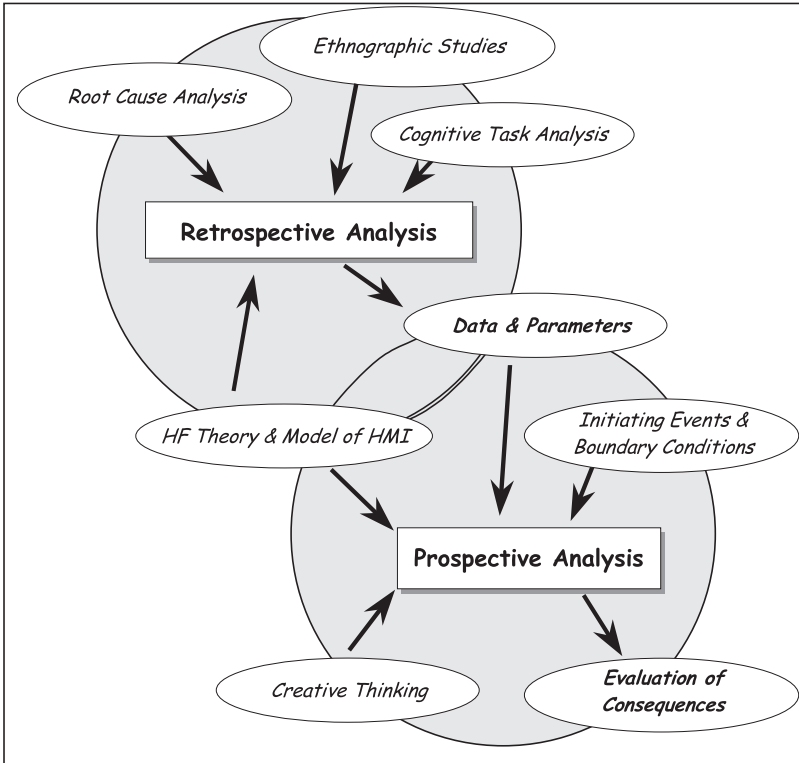 Ethnographic Studies
Root Cause Analysis
Cognitive Task Analysis
Retrospective Analysis
Data & Parameters
HF Theory & Model of HMI
Initiating Events &
Boundary Conditions
Prospective Analysis
Creative Thinking
Evaluation of
Consequences